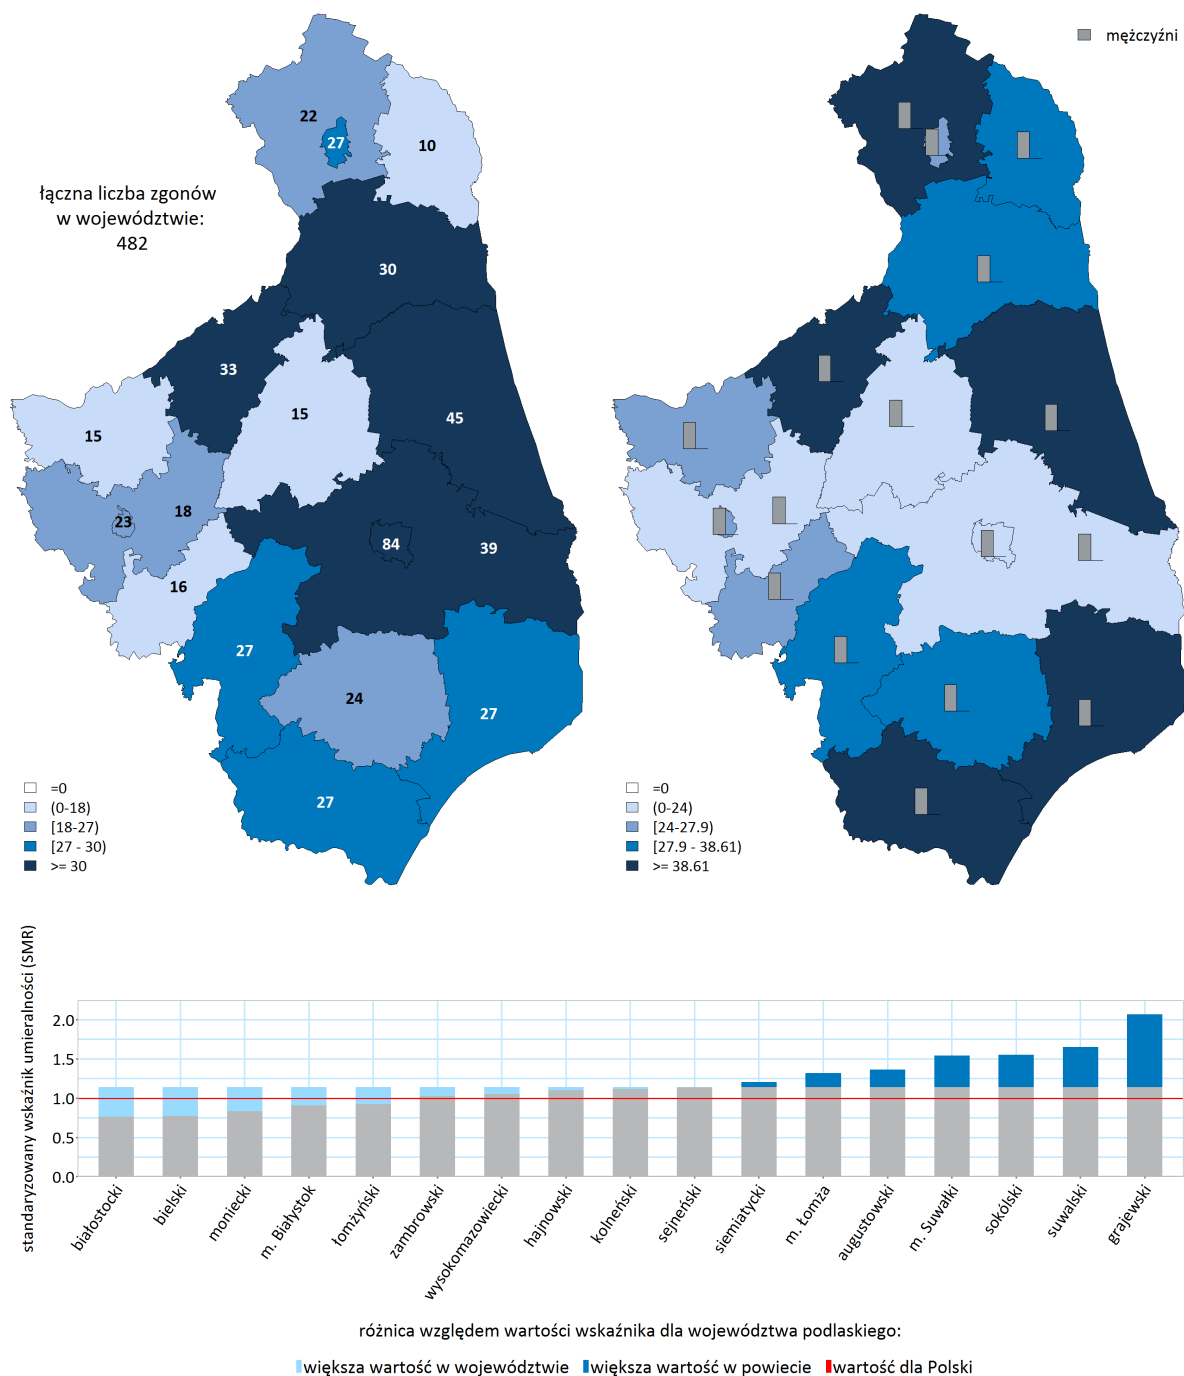 mężczyźni
22
27
10
łączna liczba zgonów
w województwie:
482
30
33
15
45
15
18
23
84
39
16
27
24
27
27
=0
(0-18)
[18-27)
[27 - 30)
>= 30
=0
(0-24)
[24-27.9)
[27.9 - 38.61)
>= 38.61
standaryzowany wskaźnik umieralności (SMR)
2.0
1.5
1.0
0.5
0.0
białostocki
bielski
moniecki
m. Białystok
łomżyński
zambrowski
wysokomazowiecki
hajnowski
kolneński
sejneński
siemiatycki
m. Łomża
augustowski
m. Suwałki
sokólski
suwalski
grajewski
różnica względem wartości wskaźnika dla województwa podlaskiego:
większa wartość w województwie większa wartość w powiecie wartość dla Polski